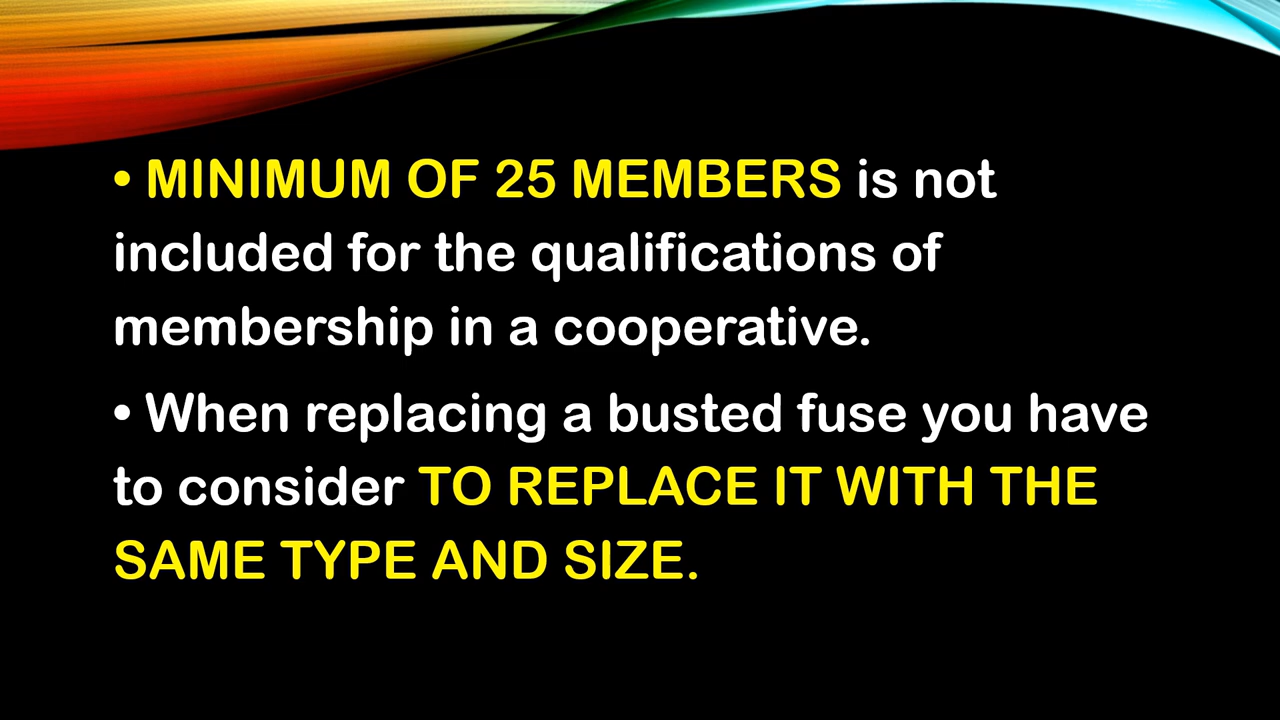 • MINIMUM OF 25 MEMBERS is not
included for the qualifications of
membership in a cooperative.
• When replacing a busted fuse you have
to consider TO REPLACE IT WITH THE
SAME TYPE AND SIZE.